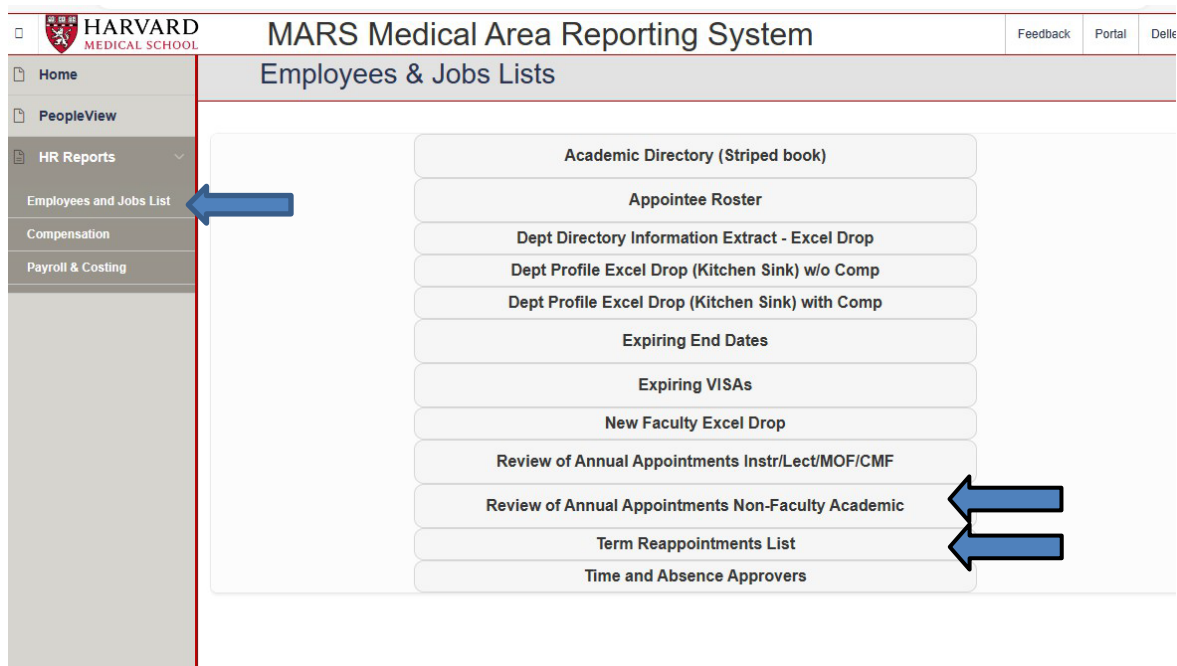 HARVARD
MEDICAL SCHOOL
MARS Medical Area Reporting System
Feedback
Portal
Home
Employees & Jobs Lists
PeopleView
HR Reports
Employees and Jobs List
Compensation
Payroll & Costing
Academic Directory (Striped book)
Appointee Roster
Dept Directory Information Extract - Excel Drop
Dept Profile Excel Drop (Kitchen Sink) w/o Comp
Dept Profile Excel Drop (Kitchen Sink) with Comp
Expiring End Dates
Expiring VISAs
New Faculty Excel Drop
Review of Annual Appointments Instr/Lect/MOF/CMF
Review of Annual Appointments Non-Faculty Academic
Term Reappointments List
Time and Absence Approvers